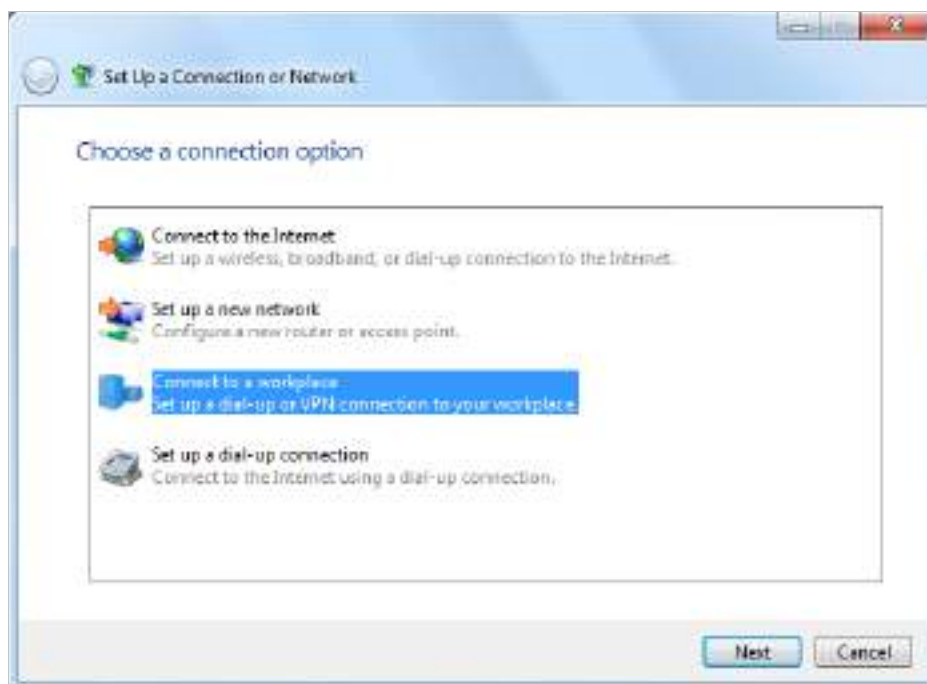 Set Up a Connection or Network
Choose a connection option
Connect to the Internet
Set up a wireless, broadband, or dial-up connection to the Internet.
Set up a new network
Configure a new router or access point.
Connect to a workplace
Set up a dial-up or VPN connection to your workplace.
Set up a dial-up connection
Connect to the Internet using a dial-up connection.
Next
Cancel